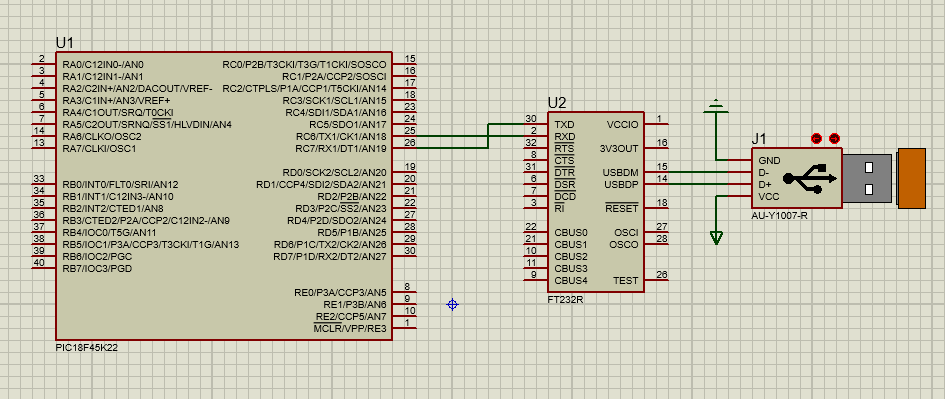 U1
2 RA0/C12IN0-/AN0 RC0/P2B/T3CKI/T3G/T1CKI/SOSCO 15
3 RA1/C12IN1-/AN1 RC1/P2A/CCP2/SOSCI 16
4 RA2/C2IN+/AN2/DACOUT/VREF- RC2/CTPLS/P1A/CCP1/T5CKI/AN14 17
5 RA3/C1IN+/AN3/VREF+ RC3/SCK1/SCL1/AN15 18
6 RA4/C1OUT/SRQ/T0CKI RC4/SDI1/SDA1/AN16 23
7 RA5/C2OUT/SRNQ/SS1/HLVDIN/AN4 RC5/SDO1/AN17 24
14 RA6/CLKO/OSC2 RC6/TX1/CK1/AN18 25
13 RA7/CLKI/OSC1 RC7/RX1/DT1/AN19 26
RD0/SCK2/SCL2/AN20 19
33 RB0/INT0/FLT0/SRI/AN12 RD1/CCP4/SDI2/SDA2/AN21 20
34 RB1/INT1/C12IN3-/AN10 RD2/P2B/AN22 21
35 RB2/INT2/CTED1/AN8 RD3/P2C/SS2/AN23 22
36 RB3/CTED2/P2A/CCP2/C12IN2-/AN9 RD4/P2D/SDO2/AN24 27
37 RB4/IOC0/T5G/AN11 RD5/P1B/AN25 28
38 RB5/IOC1/P3A/CCP3/T3CKI/T1G/AN13 RD6/P1C/TX2/CK2/AN26 29
39 RB6/IOC2/PGC RD7/P1D/RX2/DT2/AN27 30
40 RB7/IOC3/PGD
RE0/P3A/CCP3/AN5 8
RE1/P3B/AN6 9
RE2/CCP5/AN7 10
MCLR/VPP/RE3 1
PIC18F45K22
U2
30 TXD VCCIO 1
2 RXD
32 RTS 3V3OUT 16
8 CTS
31 DTR USBDM 15
6 DSR USBDP 14
7 DCD
3 RI RESET 18
22 CBUS0 OSCI 27
21 CBUS1 OSCO 28
10 CBUS2
11 CBUS3
9 CBUS4 TEST 26
FT232R
J1
GND
D-
D+
VCC
AU-Y1007-R